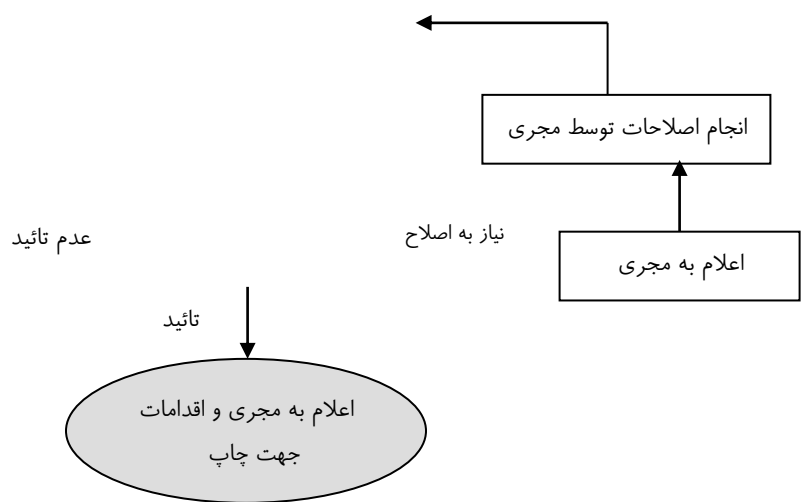 انجام اصلاحات توسط مجری
نیاز به اصلاح
عدم تائید
اعلام به مجری
تائید
اعلام به مجری و اقدامات
جهت چاپ